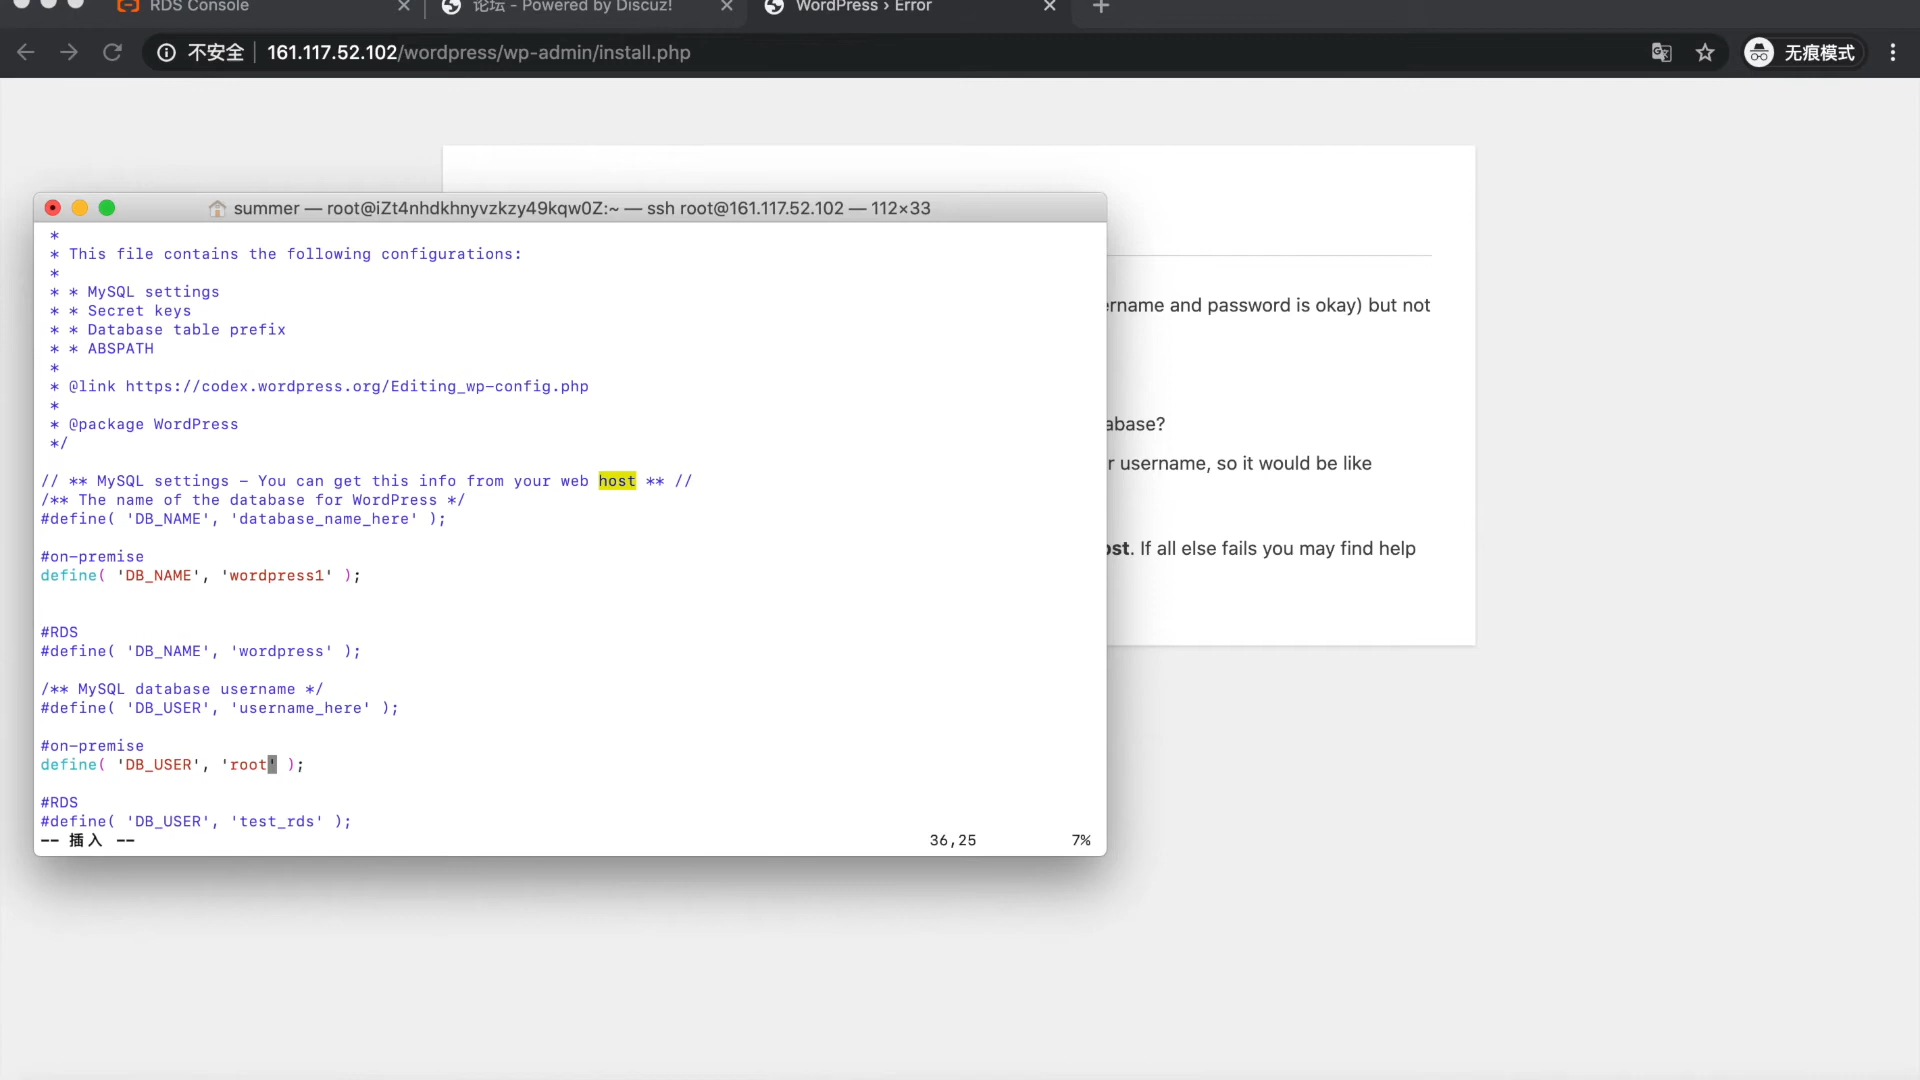 RDS Console
论坛 - Powered by Discuz!
WordPress › Error
不安全
161.117.52.102/wordpress/wp-admin/install.php
无痕模式
summer — root@iZt4nhdkhnyvzkzy49kqw0Z:~ — ssh root@161.117.52.102 — 112×33
*
* This file contains the following configurations:
*
* * MySQL settings
* * Secret keys
* * Database table prefix
* * ABSPATH
*
* @link https://codex.wordpress.org/Editing_wp-config.php
*
* @package WordPress
*/
// ** MySQL settings - You can get this info from your web host ** //
/** The name of the database for WordPress */
#define( 'DB_NAME', 'database_name_here' );
#on-premise
define( 'DB_NAME', 'wordpress1' );
#RDS
#define( 'DB_NAME', 'wordpress' );
/** MySQL database username */
#define( 'DB_USER', 'username_here' );
#on-premise
define( 'DB_USER', 'root' );
#RDS
#define( 'DB_USER', 'test_rds' );
-- 插入 --
36,25
7%
and password is okay) but not
username, so it would be like
If all else fails you may find help